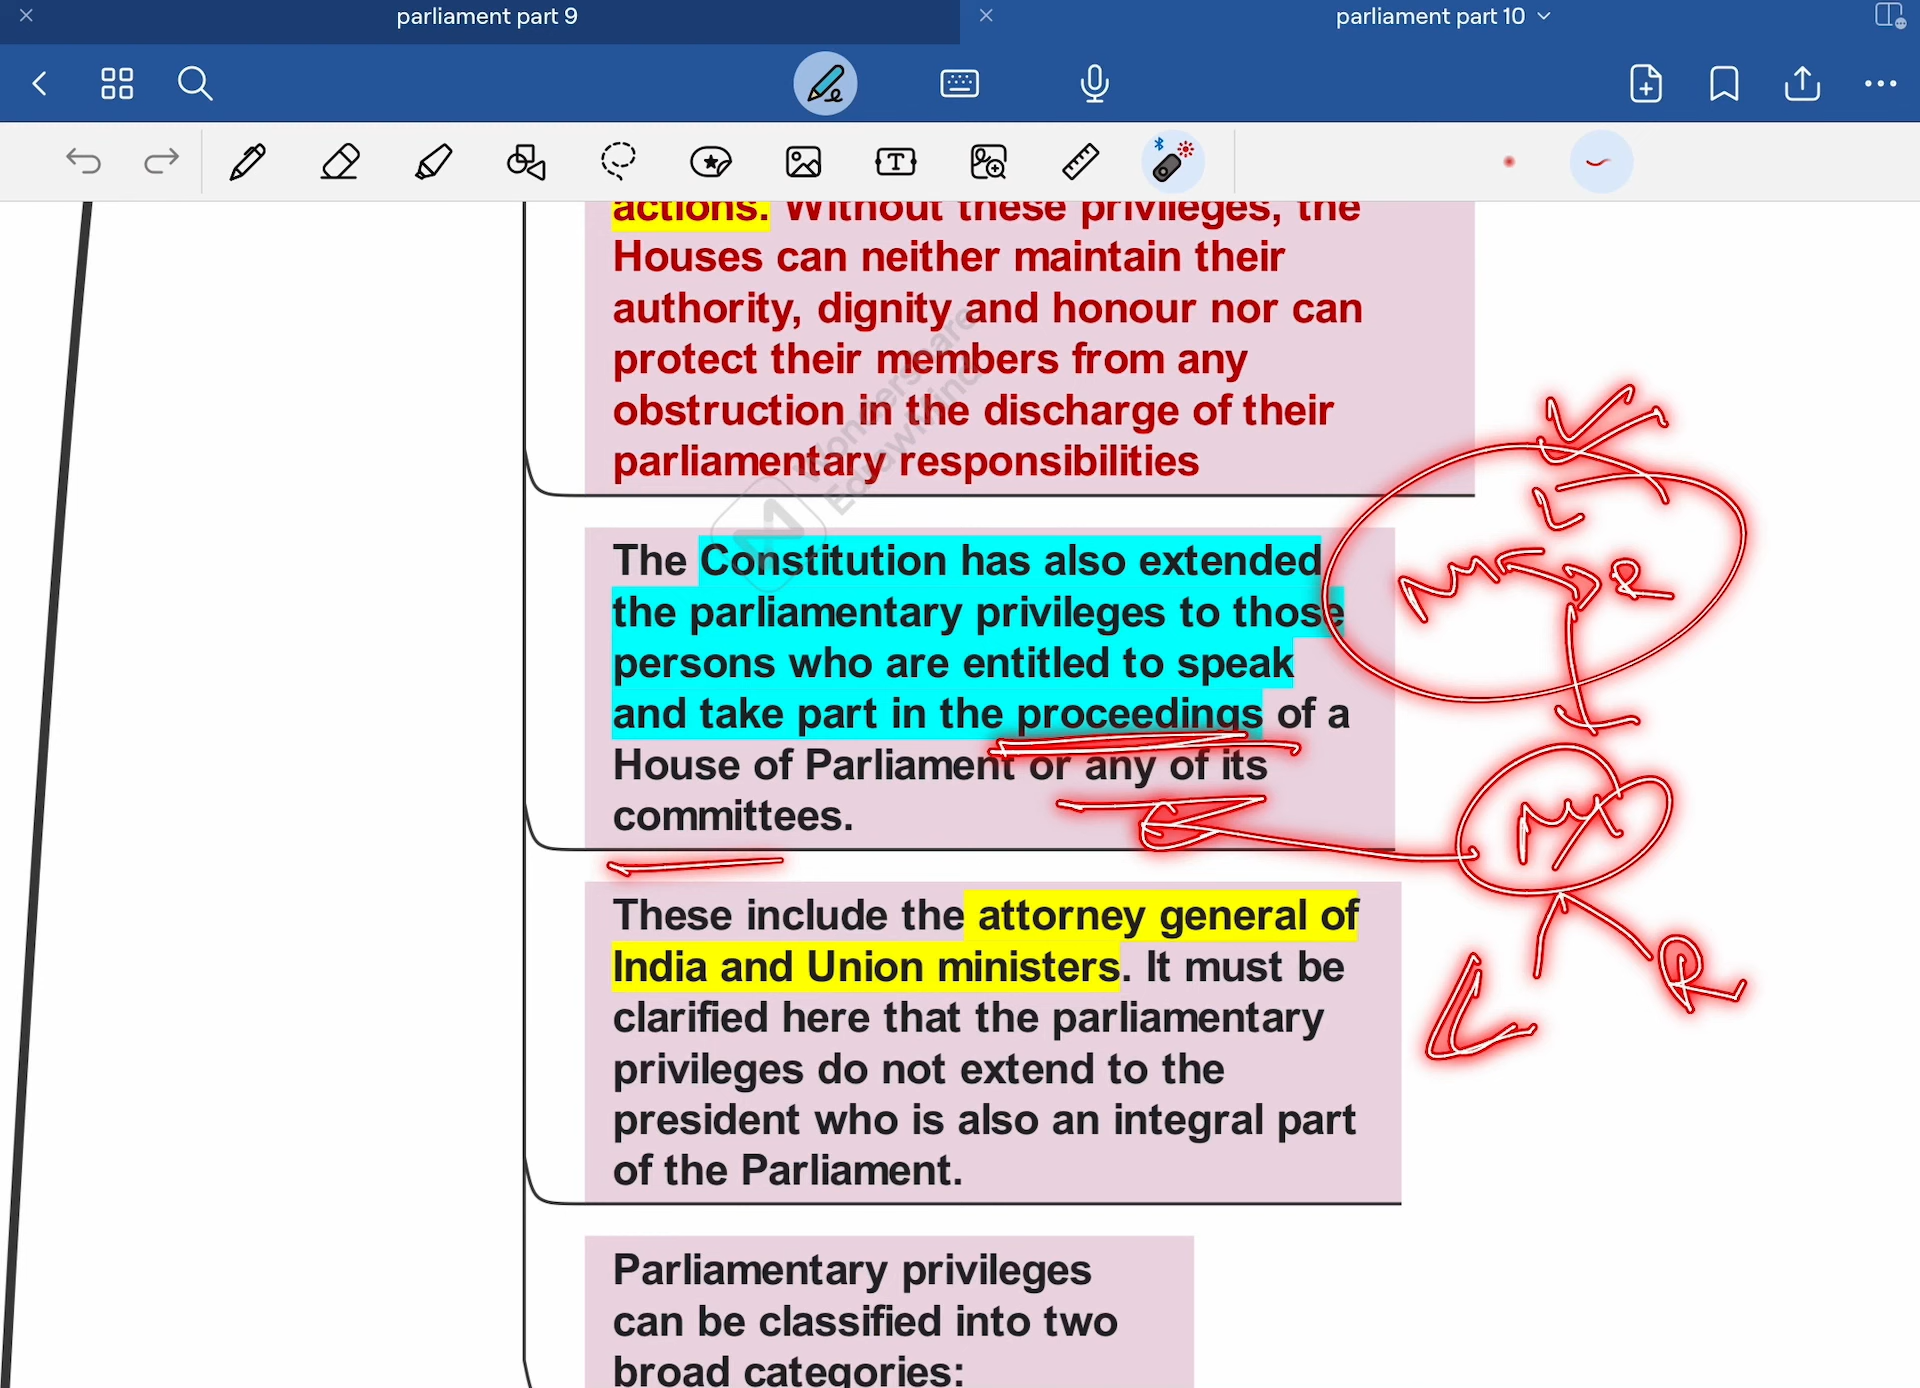 parliament part 9
parliament part 10
actions. Without these privileges, the
Houses can neither maintain their
authority, dignity and honour nor can
protect their members from any
obstruction in the discharge of their
parliamentary responsibilities
Wondershare
EdrawMind
The Constitution has also extended
the parliamentary privileges to those
persons who are entitled to speak
and take part in the proceedings of a
House of Parliament or any of its
committees.
These include the attorney general of
India and Union ministers. It must be
clarified here that the parliamentary
privileges do not extend to the
president who is also an integral part
of the Parliament.
Parliamentary privileges
can be classified into two
broad categories:
R